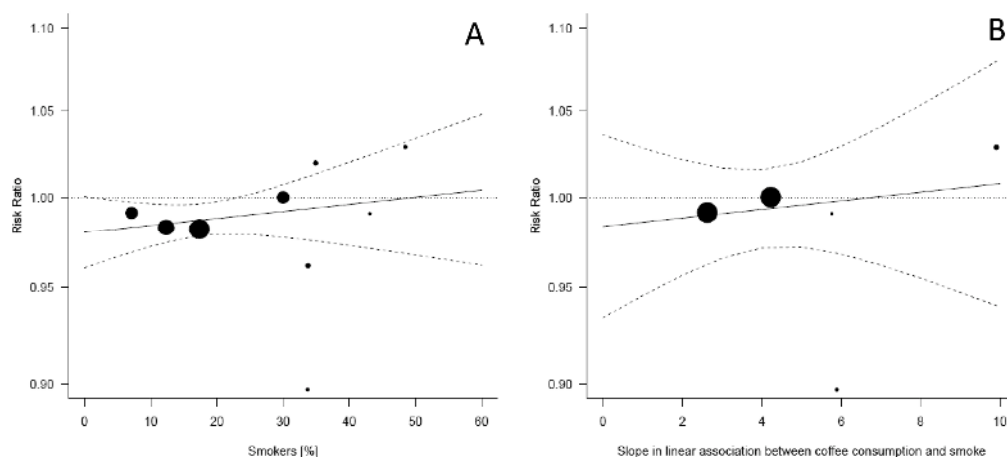 A
1.10
1.05
1.00
0.95
0.90
Risk Ratio
0 10 20 30 40 50 60
Smokers [%]
B
1.10
1.05
1.00
0.95
0.90
Risk Ratio
0 2 4 6 8 10
Slope in linear association between coffee consumption and smoke